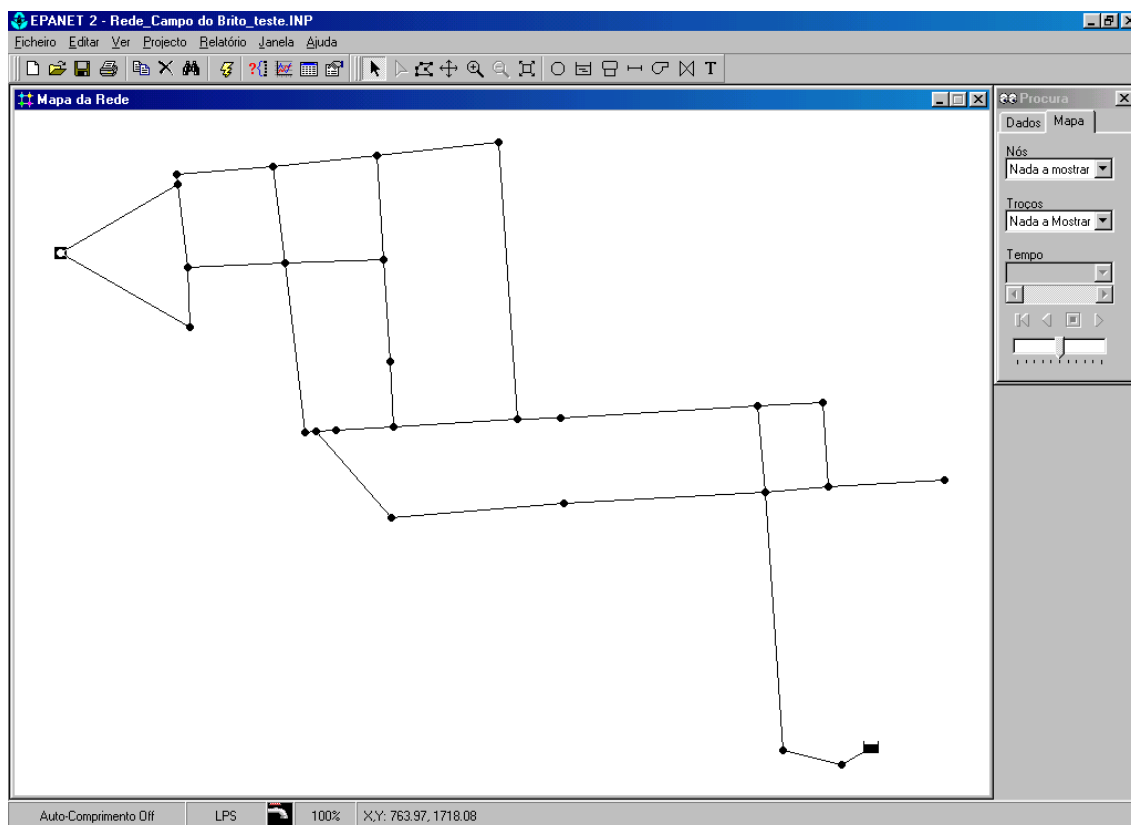 EPANET 2 - Rede_Campo do Brito_teste.INP
Ficheiro Editar Ver Projecto Relatório Janela Ajuda
T
Mapa da Rede
Procura
Dados Mapa
Nós
Nada a mostrar
Troços
Nada a Mostrar
Tempo
Auto-Comprimento Off LPS 100% X,Y: 763.97, 1718.08